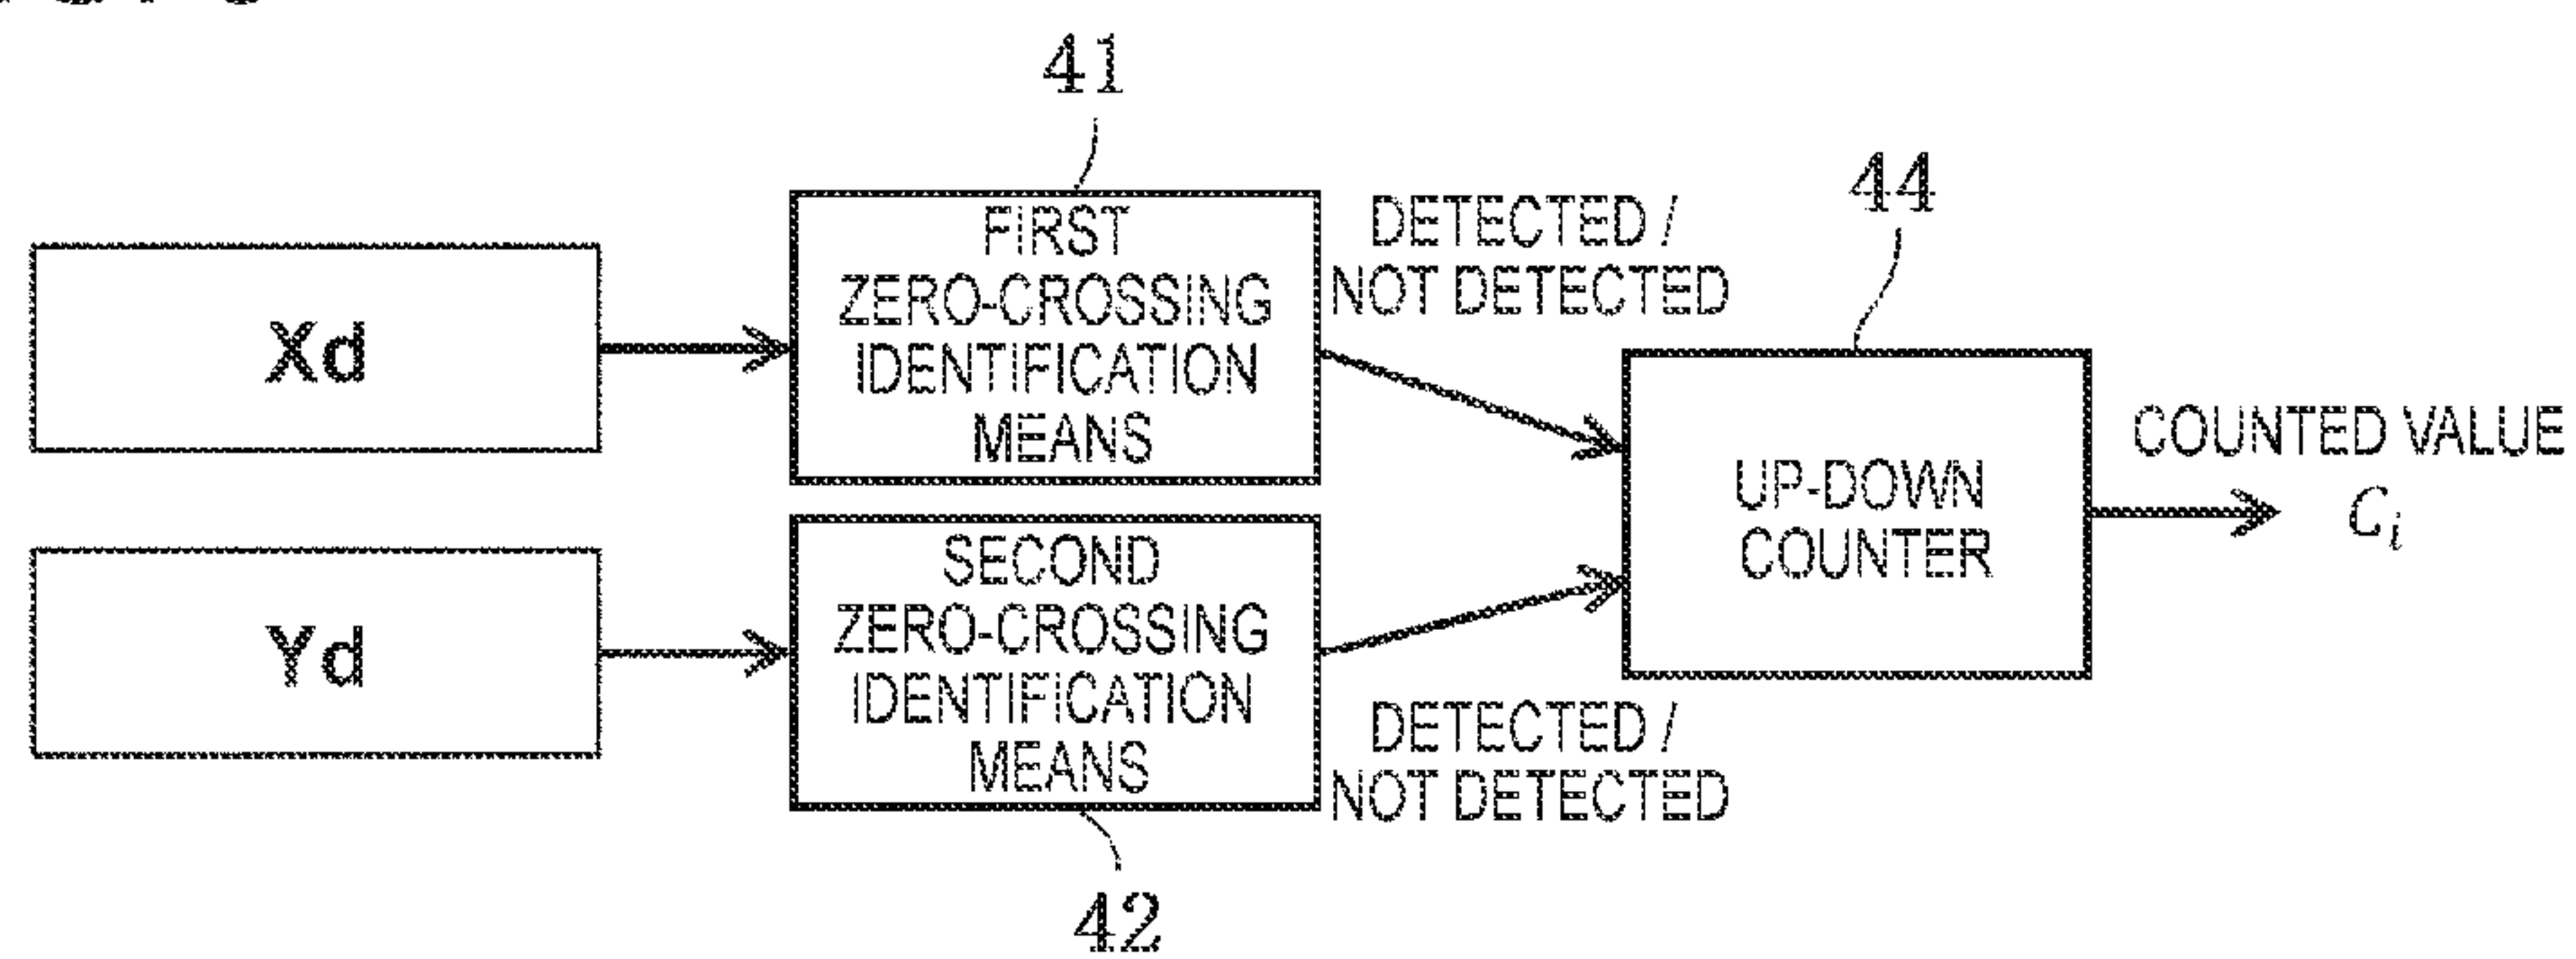 41
44
Xd
FIRST
ZERO-CROSSING
IDENTIFICATION
MEANS
DETECTED /
NOT DETECTED
Yd
SECOND
ZERO-CROSSING
IDENTIFICATION
MEANS
DETECTED /
NOT DETECTED
UP-DOWN
COUNTER
COUNTED VALUE
Ci
42